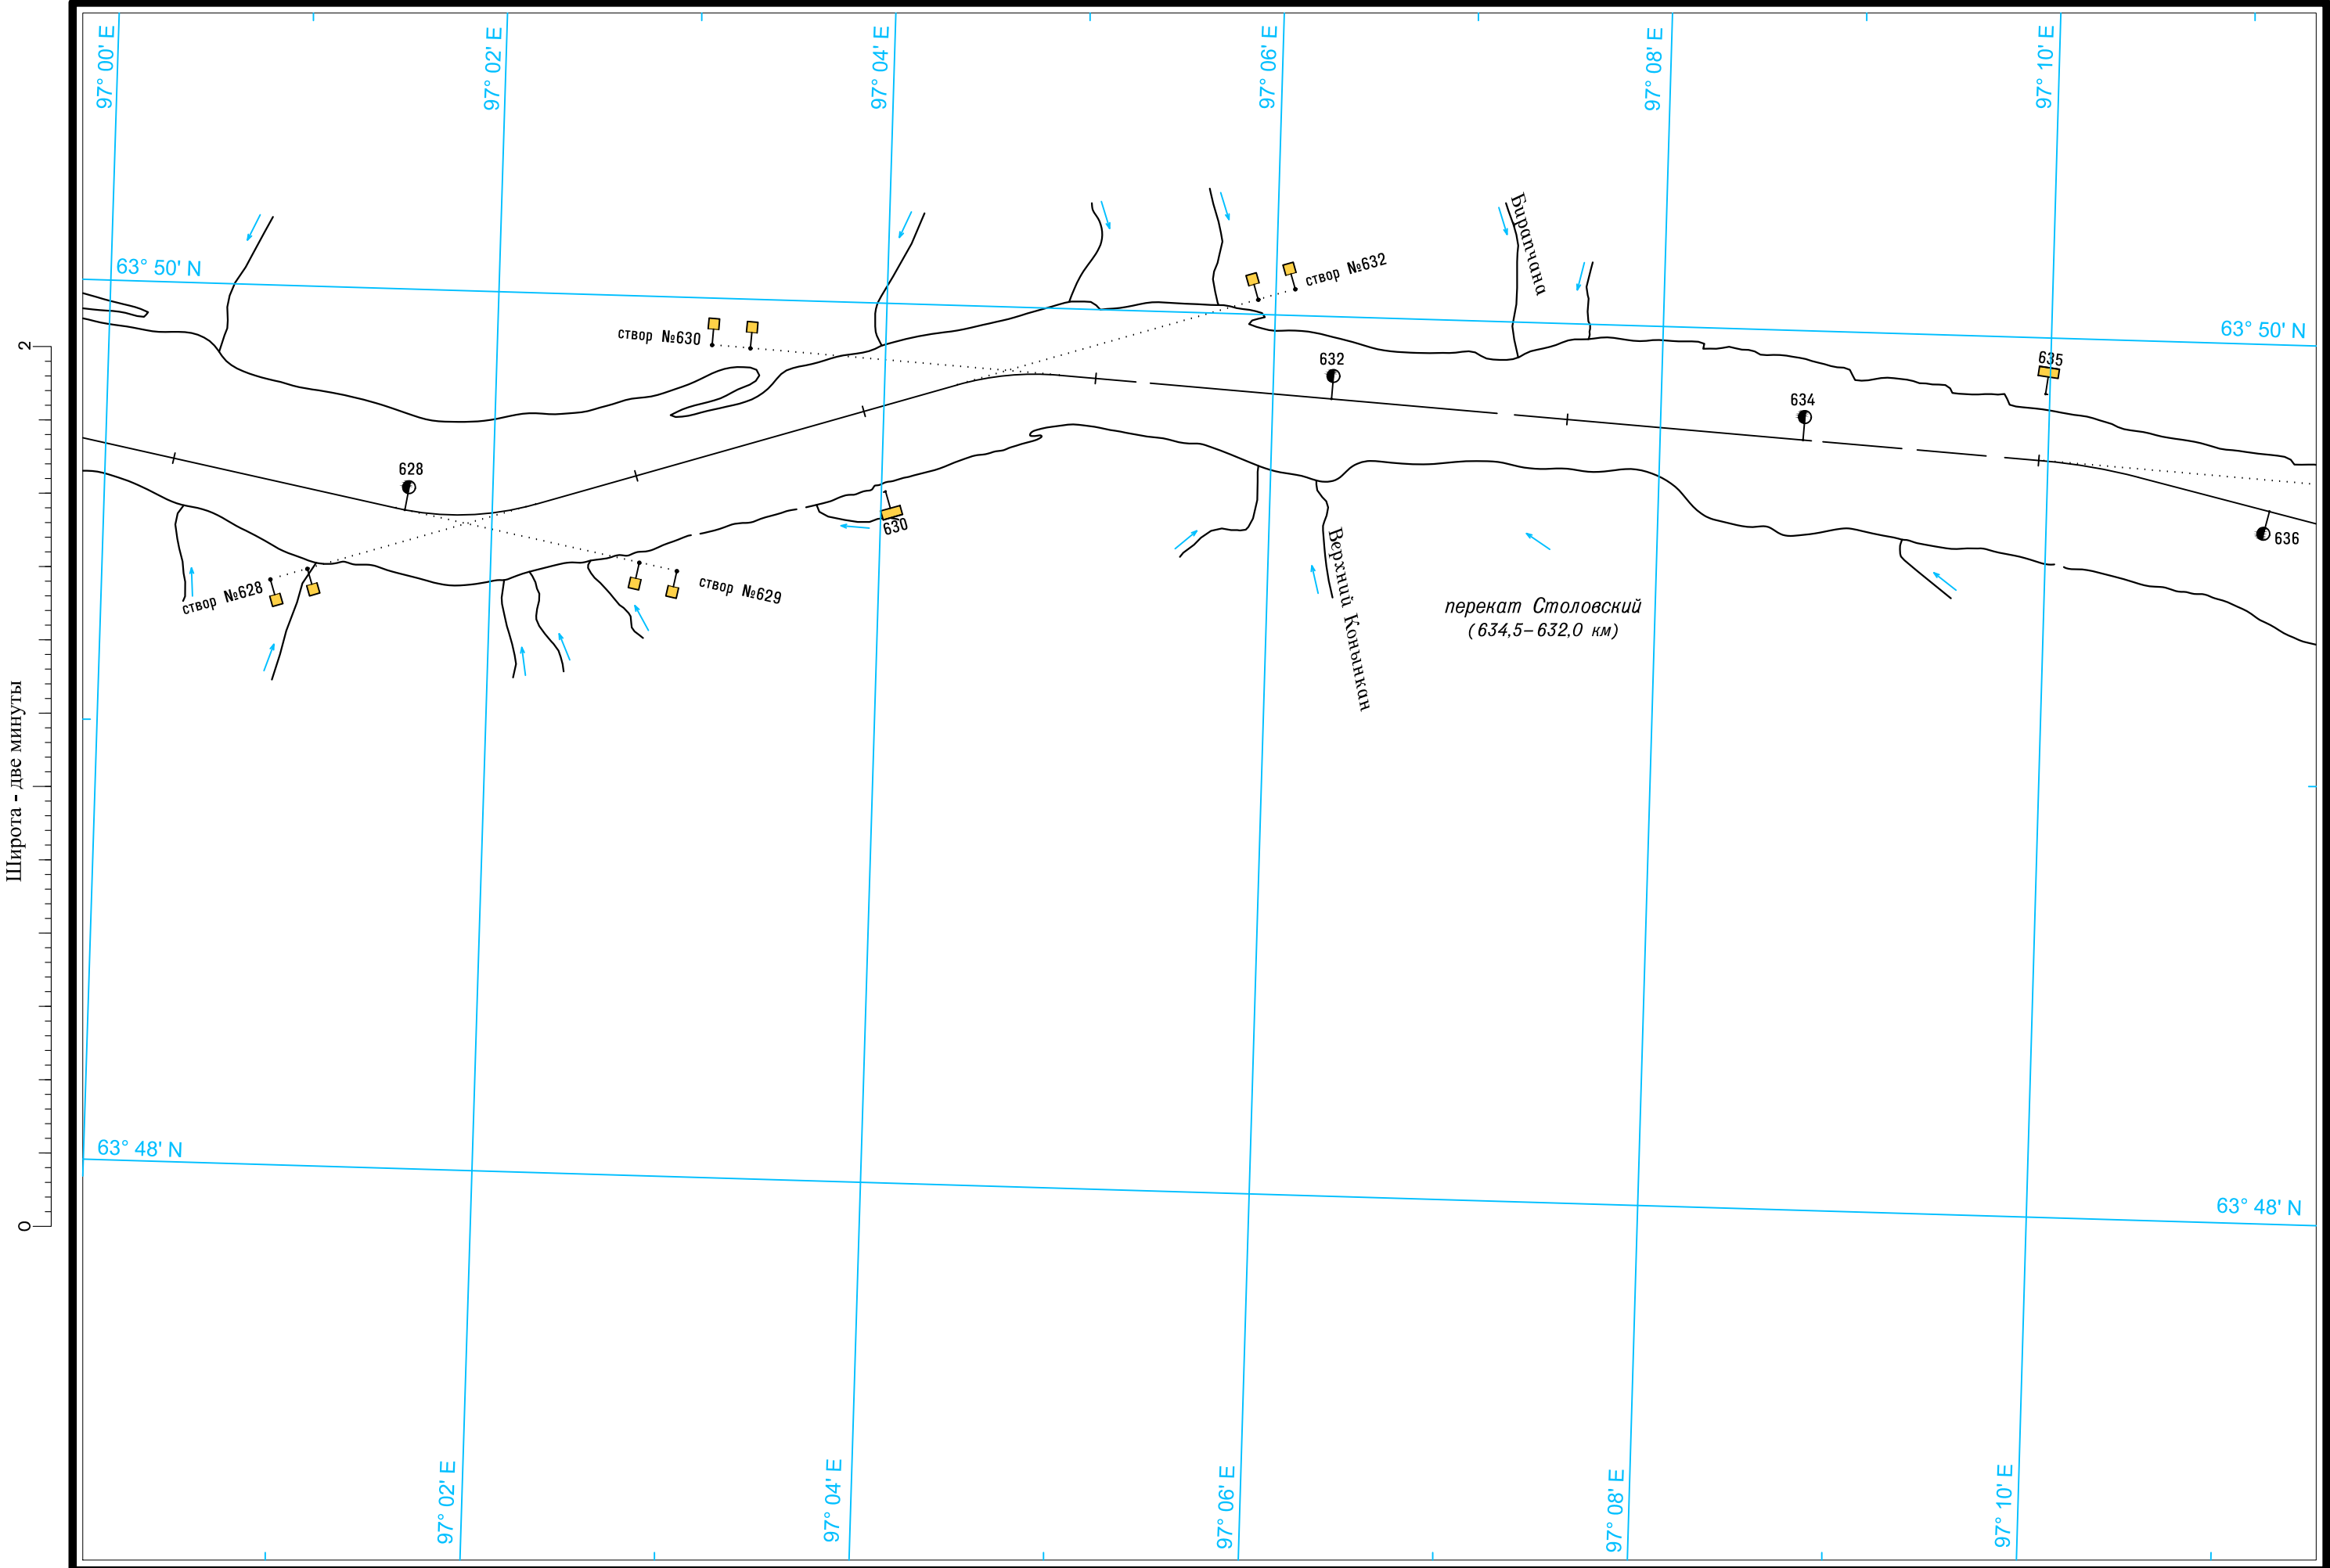 97° 00' E
97° 02' E
97° 04' E
97° 06' E
97° 08' E
97° 10' E
63° 50' N
створ №632
Бирапчана
63° 50' N
створ №630
2
632
635
634
628
630
636
створ №628
створ №629
Верхний Конынкан
перекат Столовский
(634,5-632,0 км)
Широта - две минуты
63° 48' N
63° 48' N
0
97° 02' E
97° 04' E
97° 06' E
97° 08' E
97° 10' E